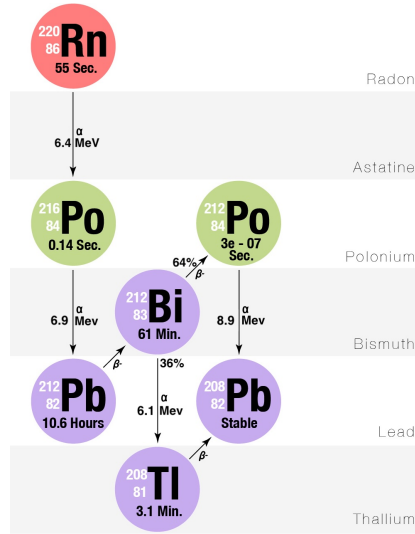 220
86
Rn
55 Sec.
Radon
α
6.4 MeV
Astatine
216
84
Po
0.14 Sec.
212
84
Po
3e - 07
Sec.
Polonium
64%
β-
212
83
Bi
61 Min.
α
6.9
Mev
α
8.9
Mev
Bismuth
β-
36%
212
82
Pb
10.6 Hours
α
6.1
Mev
208
82
Pb
Stable
Lead
β-
208
81
Tl
3.1 Min.
Thallium